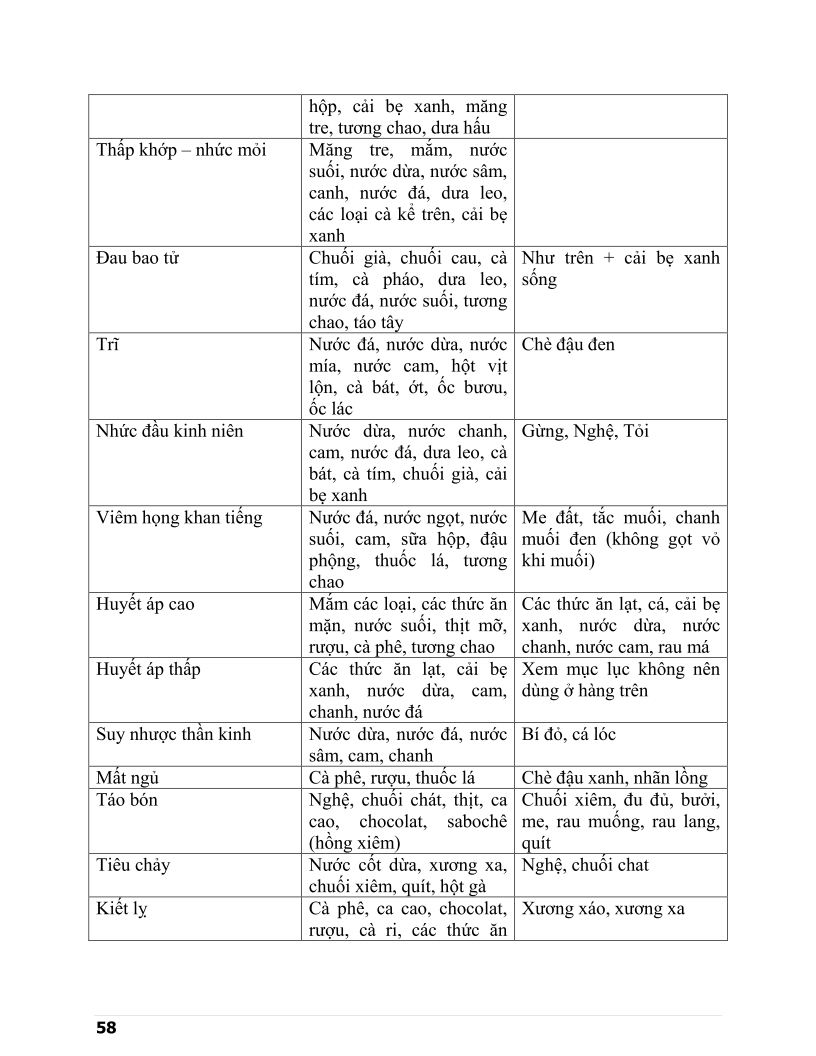 hộp, cải bẹ xanh, măng
tre, tương chao, dưa hấu
Thấp khớp – nhức mỏi
Măng tre, mắm, nước
suối, nước dừa, nước sâm,
canh, nước đá, dưa leo,
các loại cà kể trên, cải bẹ
xanh
Đau bao tử
Chuối già, chuối cau, cà
tím, cà pháo, dưa leo,
nước đá, nước suối, tương
chao, táo tây
Như trên + cải bẹ xanh
sống
Trĩ
Nước đá, nước dừa, nước
mía, nước cam, hột vịt
lộn, cà bát, ớt, ốc bươu,
ốc lác
Chè đậu đen
Nhức đầu kinh niên
Nước dừa, nước chanh,
cam, nước đá, dưa leo, cà
bát, cà tím, chuối già, cải
bẹ xanh
Gừng, Nghệ, Tỏi
Viêm họng khan tiếng
Nước đá, nước ngọt, nước
suối, cam, sữa hộp, đậu
phộng, thuốc lá, tương
chao
Me đất, tắc muối, chanh
muối đen (không gọt vỏ
khi muối)
Huyết áp cao
Mắm các loại, các thức ăn
mặn, nước suối, thịt mỡ,
rượu, cà phê, tương chao
Các thức ăn lạt, cá, cải bẹ
xanh, nước dừa, nước
chanh, nước cam, rau má
Huyết áp thấp
Các thức ăn lạt, cải bẹ
xanh, nước dừa, cam,
chanh, nước đá
Xem mục lục không nên
dùng ở hàng trên
Suy nhược thần kinh
Nước dừa, nước đá, nước
sâm, cam, chanh
Bí đỏ, cá lóc
Mất ngủ
Cà phê, rượu, thuốc lá
Chè đậu xanh, nhãn lồng
Táo bón
Nghệ, chuối chát, thịt, ca
cao, chocolat, sabochê
(hồng xiêm)
Chuối xiêm, đu đủ, bưởi,
me, rau muống, rau lang,
quít
Tiêu chảy
Nước cốt dừa, xương xa,
chuối xiêm, quít, hột gà
Nghệ, chuối chat
Kiết lỵ
Cà phê, ca cao, chocolat,
rượu, cà ri, các thức ăn
Xương xáo, xương xa
58